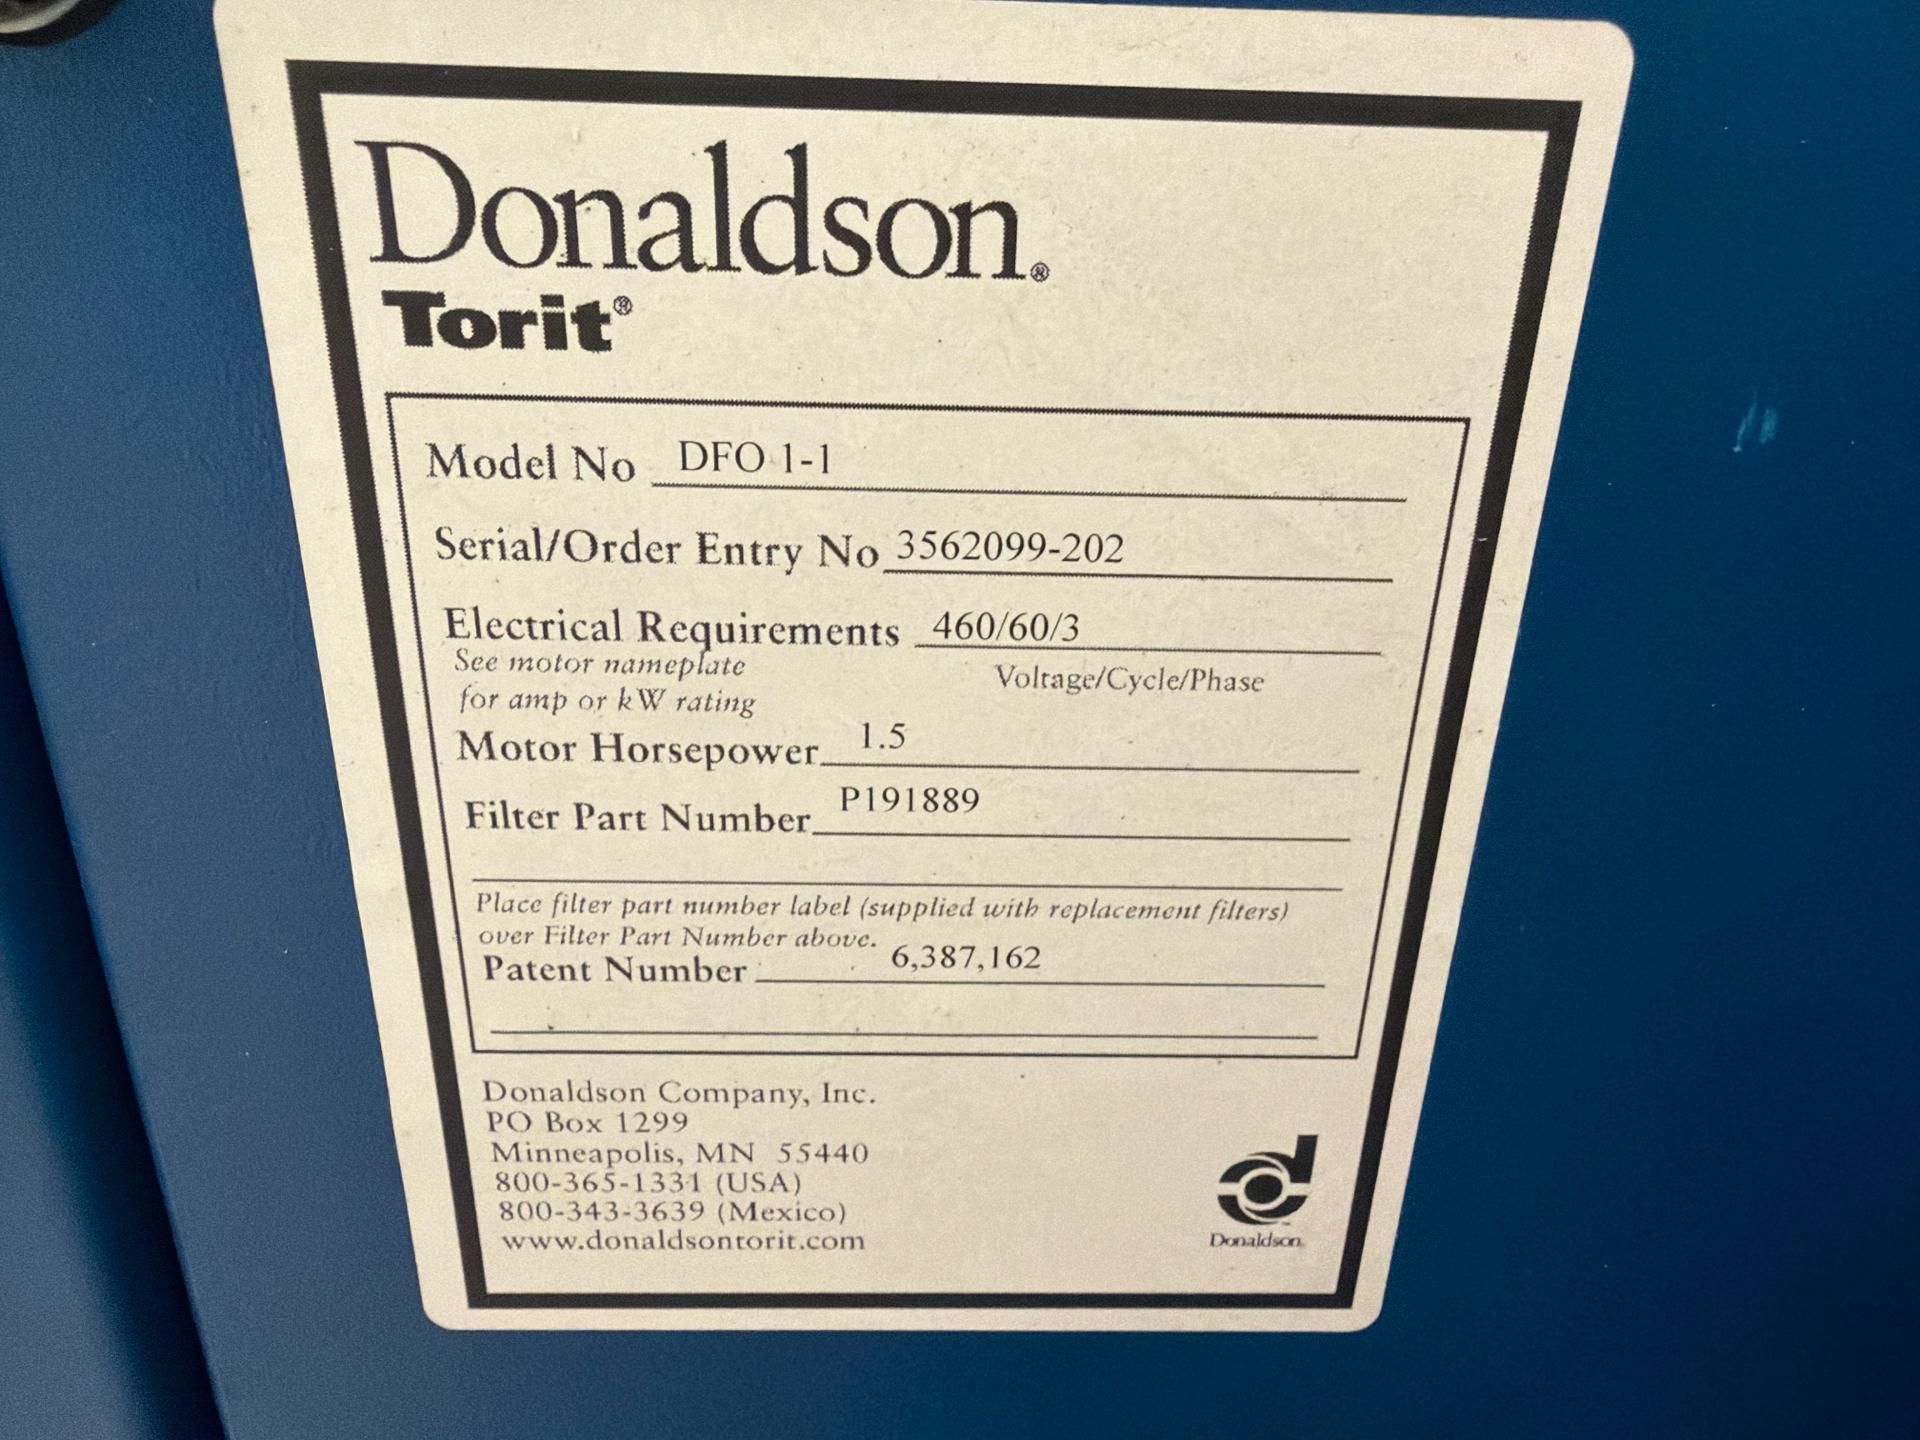 Donaldson®
Torit®
Model No DFO 1-1
Serial/Order Entry No 3562099-202
Electrical Requirements 460/60/3
See motor nameplate Voltage/Cycle/Phase
for amp or kW rating
Motor Horsepower 1.5
Filter Part Number P191889
Place filter part number label (supplied with replacement filters)
over Filter Part Number above.
Patent Number 6,387,162
Donaldson Company, Inc.
PO Box 1299
Minneapolis, MN 55440
800-365-1331 (USA)
800-343-3639 (Mexico)
www.donaldsontorit.com
Donaldson